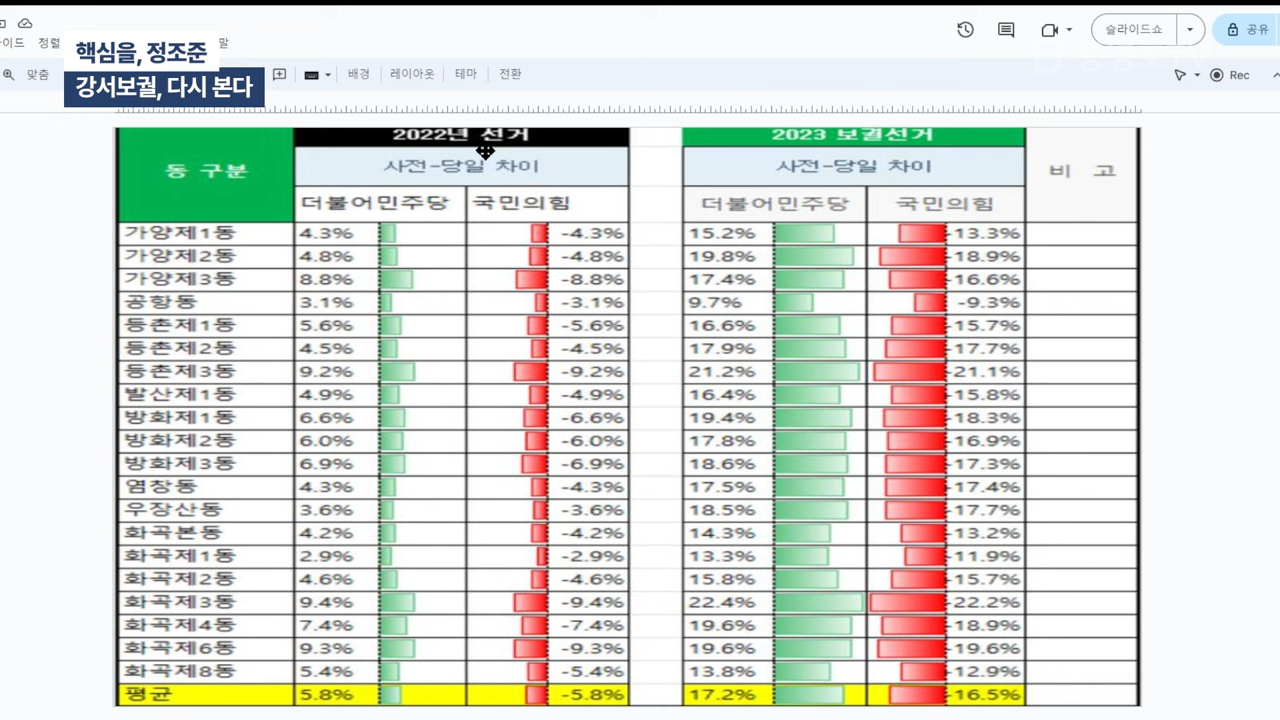 이드 정렬
말
핵심을, 정조준
강서보궐, 다시 본다
슬라이드쇼
공유
맞춤
배경 레이아웃 테마 전환
Rec
동 구분 2022년 선거 2023 보궐선거 비 고
사전-당일 차이 사전-당일 차이
더불어민주당 국민의힘 더불어민주당 국민의힘
가양제1동 4.3% -4.3% 15.2% -13.3%
가양제2동 4.8% -4.8% 19.8% -18.9%
가양제3동 8.8% -8.8% 17.4% -16.6%
공항동 3.1% -3.1% 9.7% -9.3%
등촌제1동 5.6% -5.6% 16.6% -15.7%
등촌제2동 4.5% -4.5% 17.9% -17.7%
등촌제3동 9.2% -9.2% 21.2% -21.1%
발산제1동 4.9% -4.9% 16.4% -15.8%
방화제1동 6.6% -6.6% 19.4% -18.3%
방화제2동 6.0% -6.0% 17.8% -16.9%
방화제3동 6.9% -6.9% 18.6% -17.3%
염창동 4.3% -4.3% 17.5% -17.4%
우장산동 3.6% -3.6% 18.5% -17.7%
화곡본동 4.2% -4.2% 14.3% -13.2%
화곡제1동 2.9% -2.9% 13.3% -11.9%
화곡제2동 4.6% -4.6% 15.8% -15.7%
화곡제3동 9.4% -9.4% 22.4% -22.2%
화곡제4동 7.4% -7.4% 19.6% -18.9%
화곡제6동 9.3% -9.3% 19.6% -19.6%
화곡제8동 5.4% -5.4% 13.8% -12.9%
평균 5.8% -5.8% 17.2% -16.5%